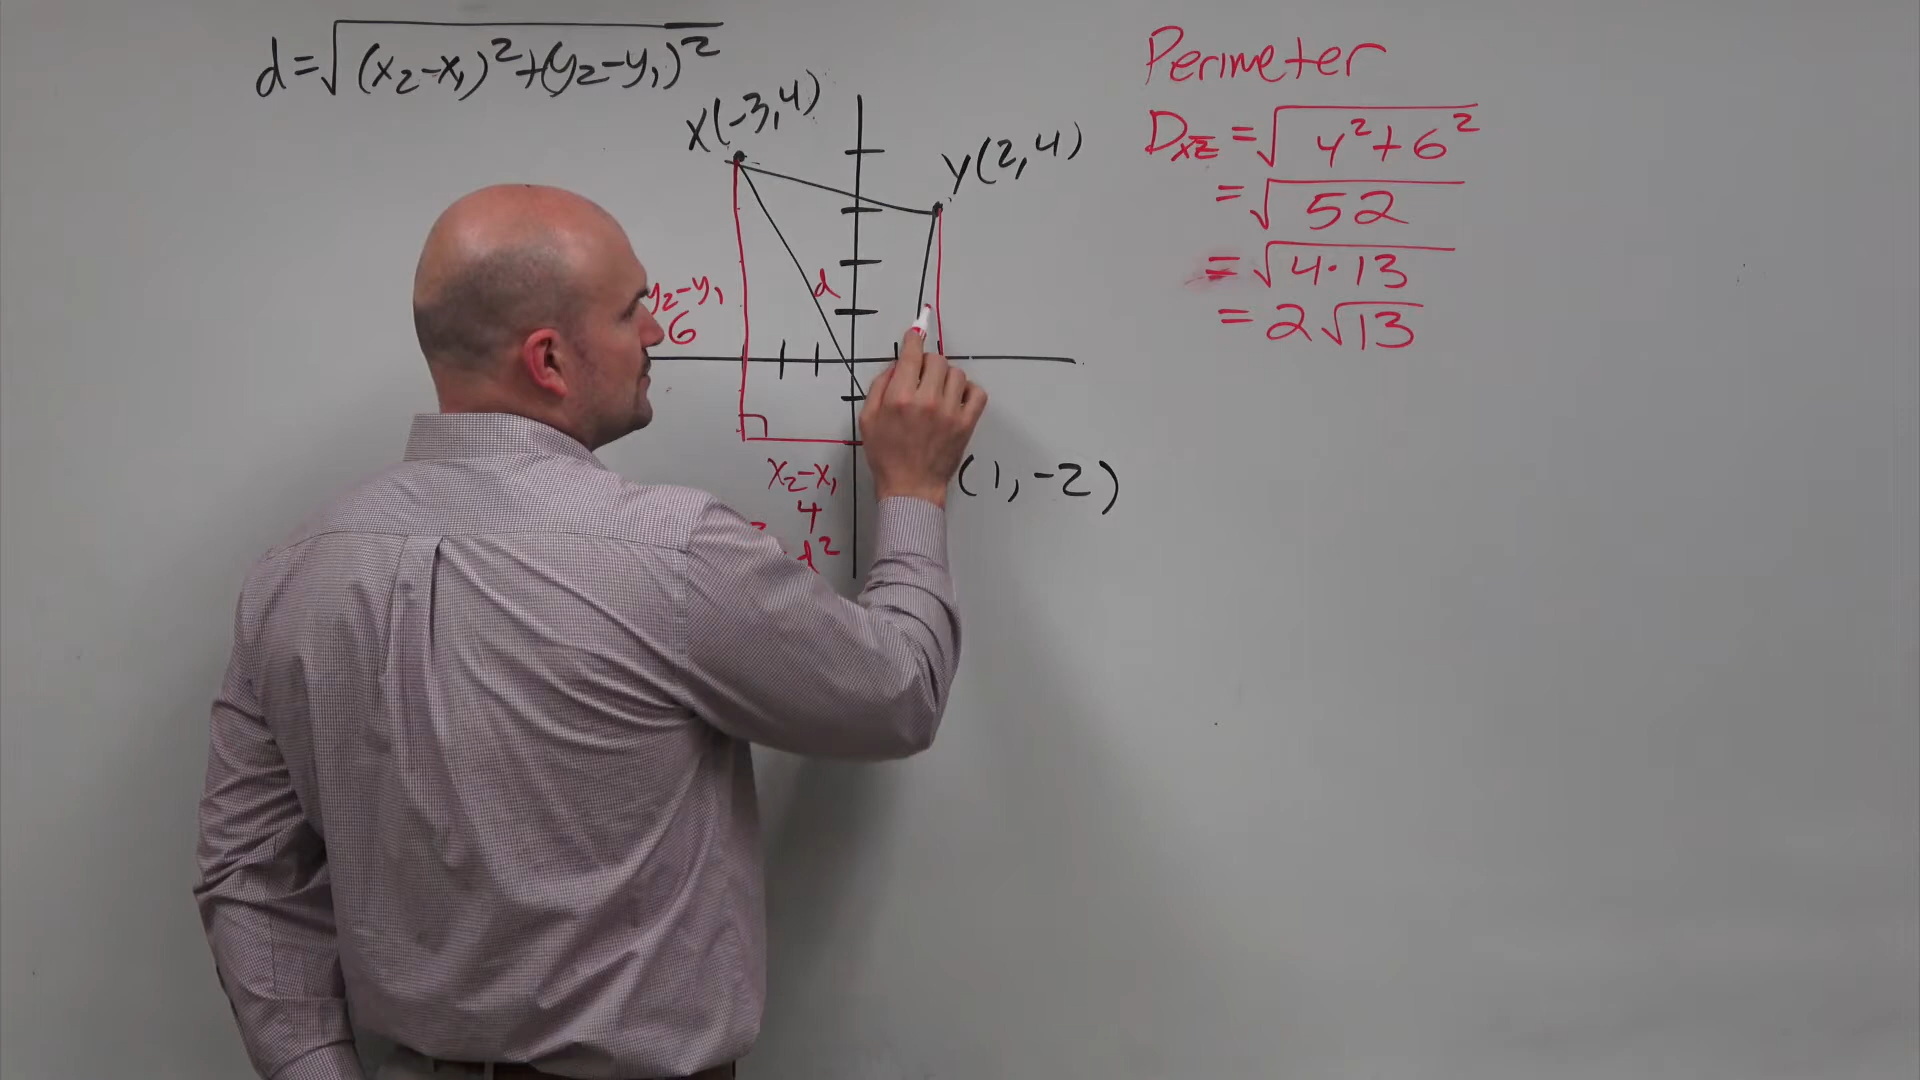 d=√(x₂-x₁)²+(y₂-y₁)²
x(-3,4)
y(2,4)
d
y₂-y₁
6
(1,-2)
x₂-x₁
4
d²
Perimeter
Dxz=√4²+6²
=√52
=√4·13
=2√13